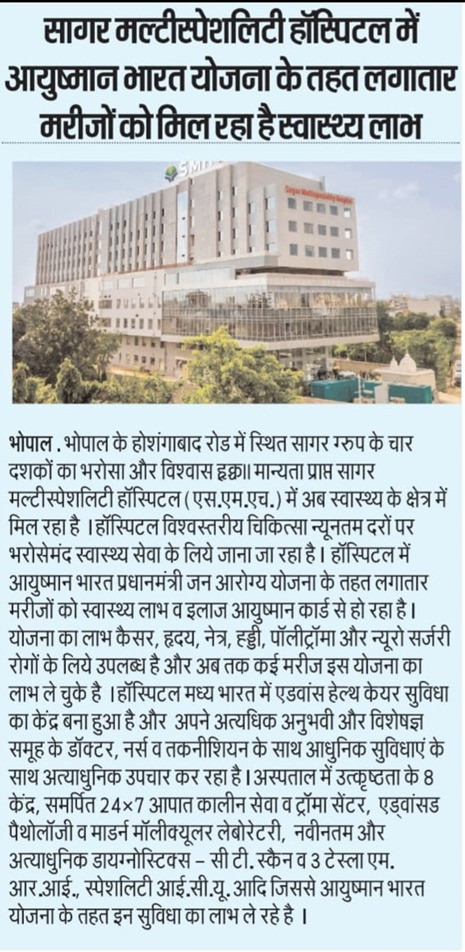 सागर मल्टीस्पेशलिटी हॉस्पिटल में
आयुष्मान भारत योजना के तहत लगातार
मरीजों को मिल रहा है स्वास्थ्य लाभ
SMH
Sagar Multispeciality Hospital
भोपाल . भोपाल के होशंगाबाद रोड में स्थित सागर ग्रुप के चार
दशकों का भरोसा और विश्वास हृक्र॥ मान्यता प्राप्त सागर
मल्टीस्पेशलिटी हॉस्पिटल ( एस.एम.एच. ) में अब स्वास्थ्य के क्षेत्र में
मिल रहा है । हॉस्पिटल विश्वस्तरीय चिकित्सा न्यूनतम दरों पर
भरोसेमंद स्वास्थ्य सेवा के लिये जाना जा रहा है । हॉस्पिटल में
आयुष्मान भारत प्रधानमंत्री जन आरोग्य योजना के तहत लगातार
मरीजों को स्वास्थ्य लाभ व इलाज आयुष्मान कार्ड से हो रहा है ।
योजना का लाभ कैसर, हृदय, नेत्र, ह्ड्डी, पॉलीट्रॉमा और न्यूरो सर्जरी
रोगों के लिये उपलब्ध है और अब तक कई मरीज इस योजना का
लाभ ले चुके है । हॉस्पिटल मध्य भारत में एडवांस हेल्थ केयर सुविधा
का केंद्र बना हुआ है और अपने अत्यधिक अनुभवी और विशेषज्ञ
समूह के डॉक्टर, नर्स व तकनीशियन के साथ आधुनिक सुविधाएं के
साथ अत्याधुनिक उपचार कर रहा है । अस्पताल में उत्कृष्टता के 8
केंद्र, समर्पित 24×7 आपात कालीन सेवा व ट्रॉमा सेंटर, एड्वांसड
पैथोलॉजी व माडर्न मॉलीक्यूलर लेबोरेटरी, नवीनतम और
अत्याधुनिक डायग्नोस्टिक्स – सी टी. स्कैन व 3 टेस्ला एम.
आर.आई., स्पेशलिटी आई.सी.यू. आदि जिससे आयुष्मान भारत
योजना के तहत इन सुविधा का लाभ ले रहे है ।